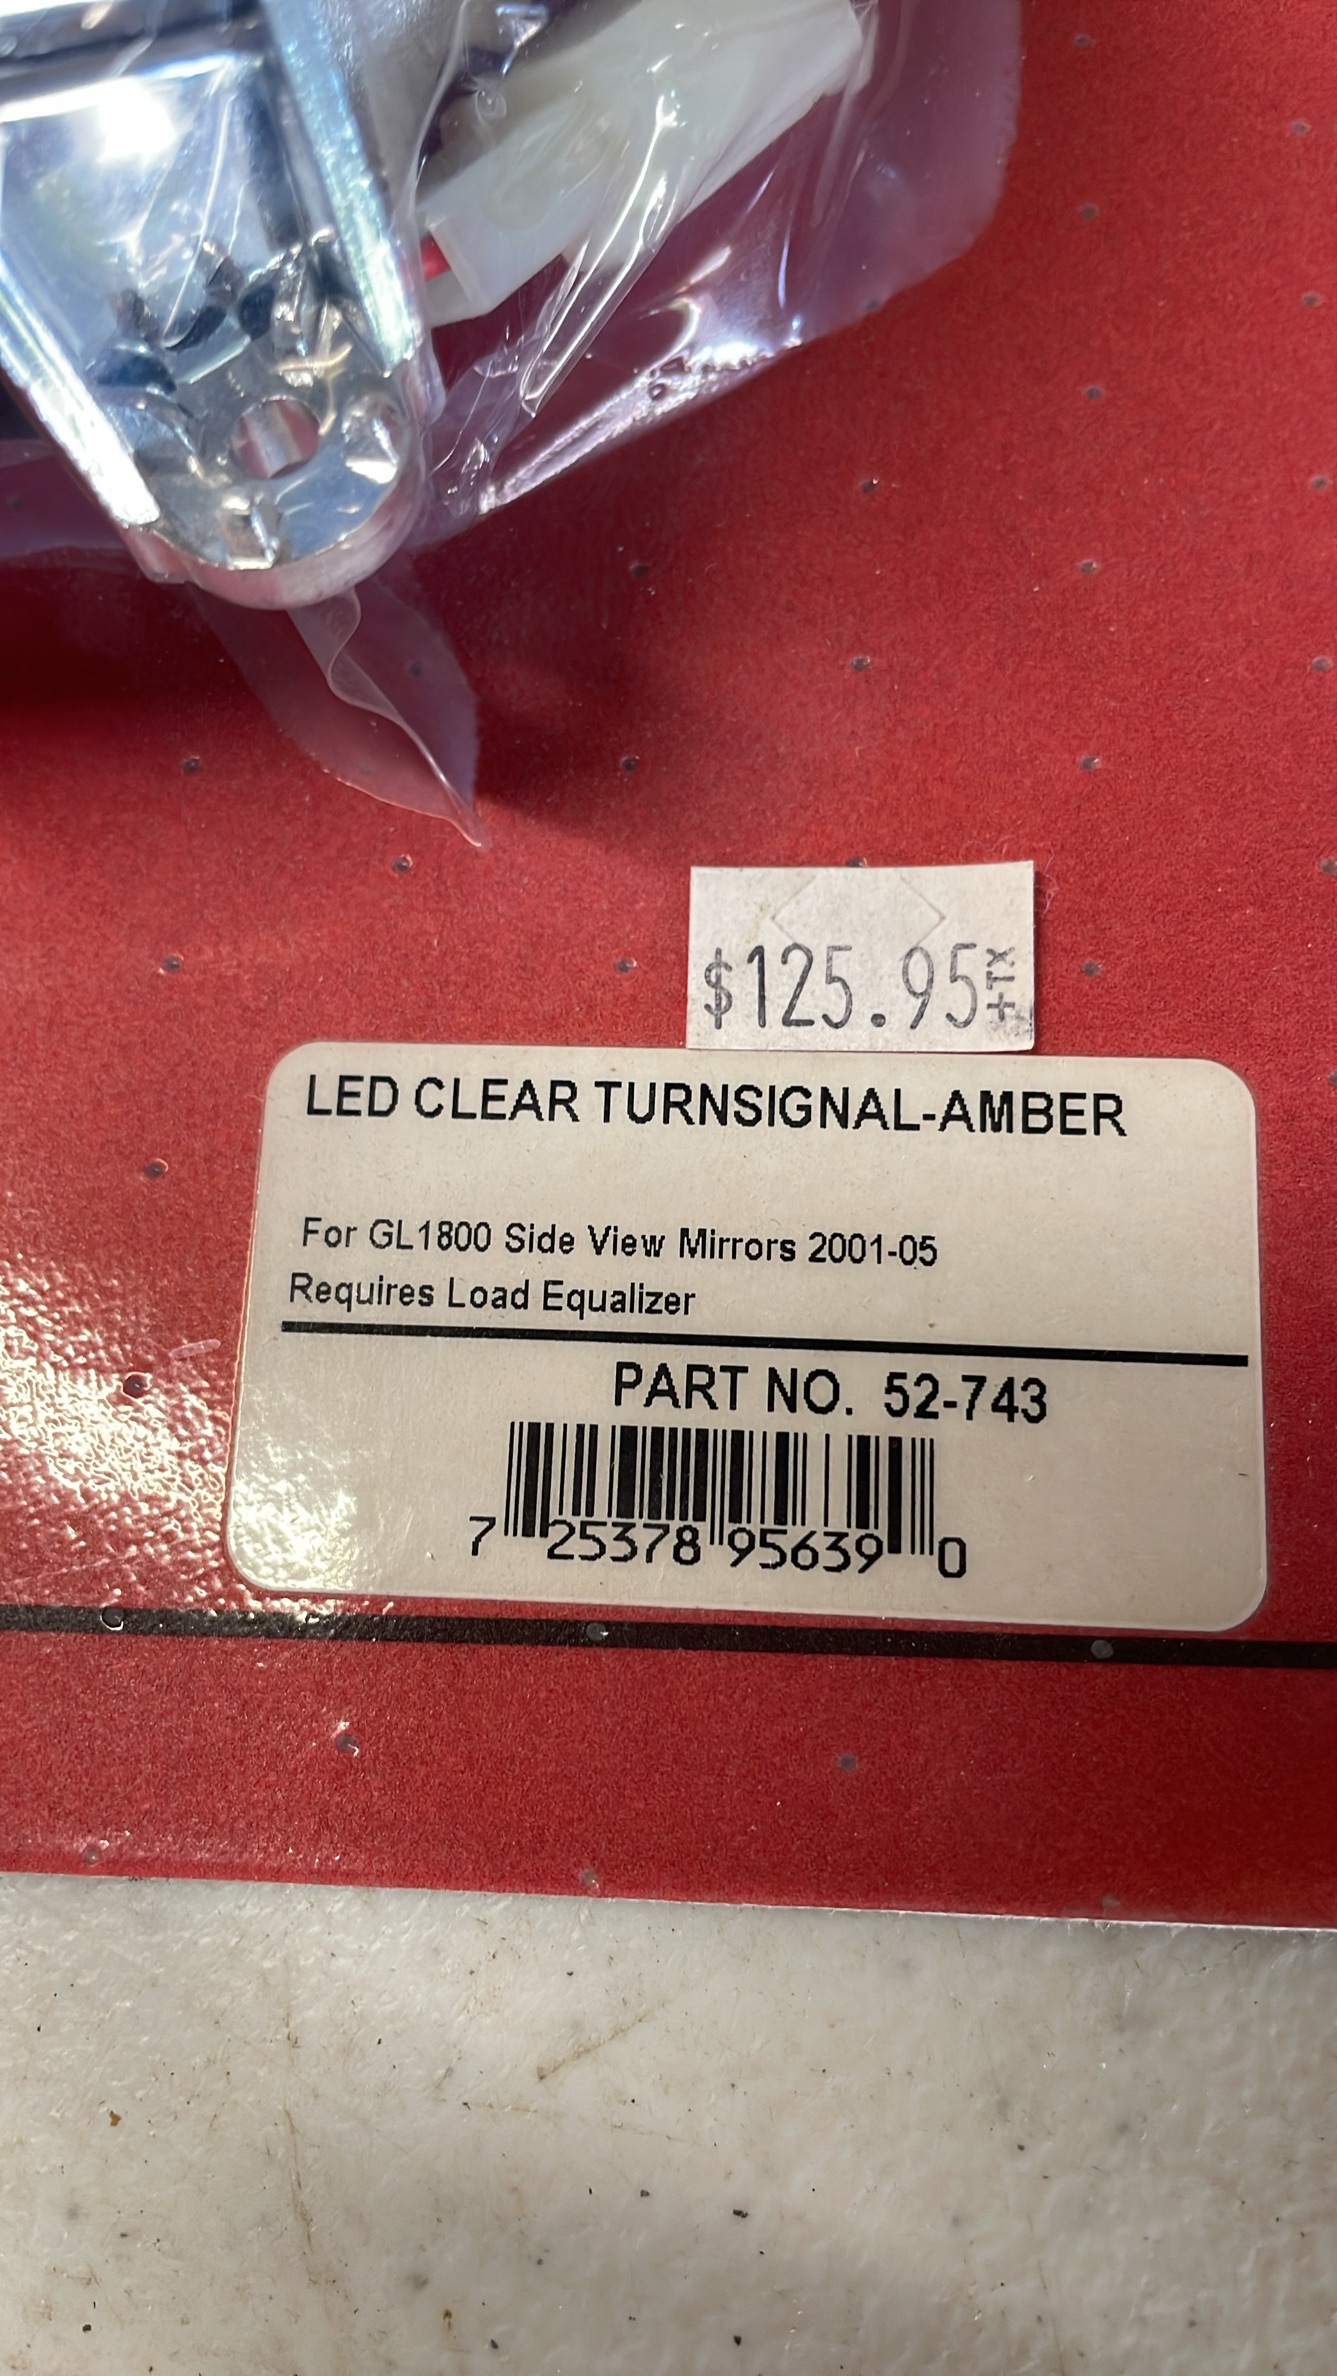 $125.95+TX
LED CLEAR TURNSIGNAL-AMBER
For GL1800 Side View Mirrors 2001-05
Requires Load Equalizer
PART NO. 52-743
7 25378 95639 0